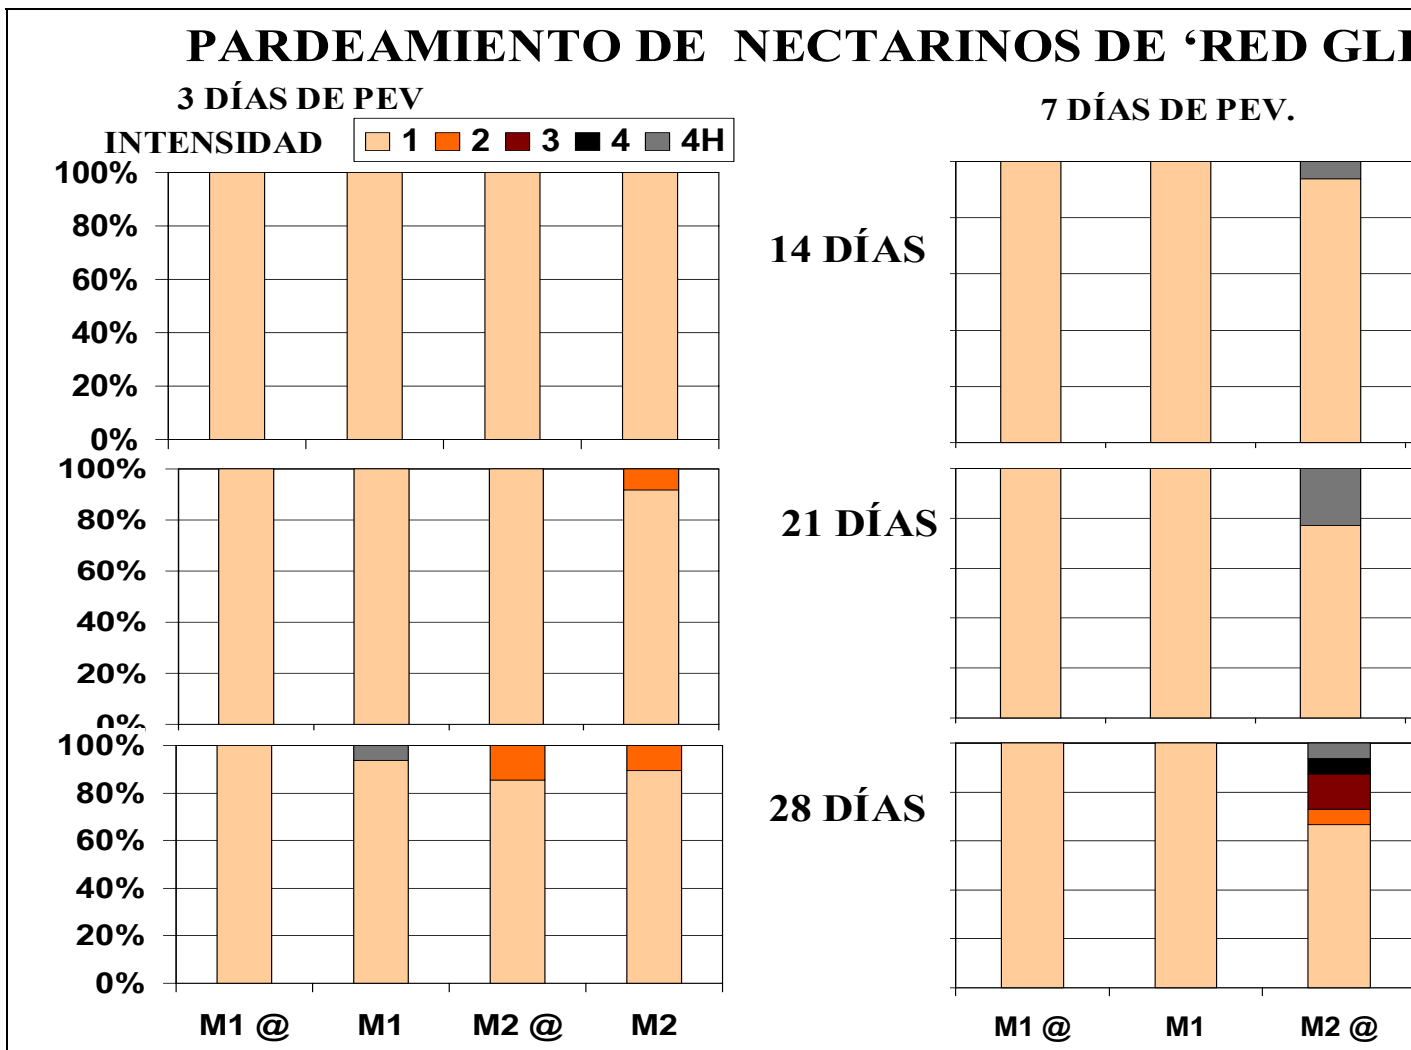 PARDEAMIENTO DE NECTARINOS DE ‘RED GL
3 DÍAS DE PEV
7 DÍAS DE PEV.
INTENSIDAD 1 2 3 4 4H
100%
80%
60%
40%
20%
0%
14 DÍAS
100%
80%
60%
40%
20%
0%
21 DÍAS
100%
80%
60%
40%
20%
0%
28 DÍAS
M1 @ M1 M2 @ M2
M1 @ M1 M2 @